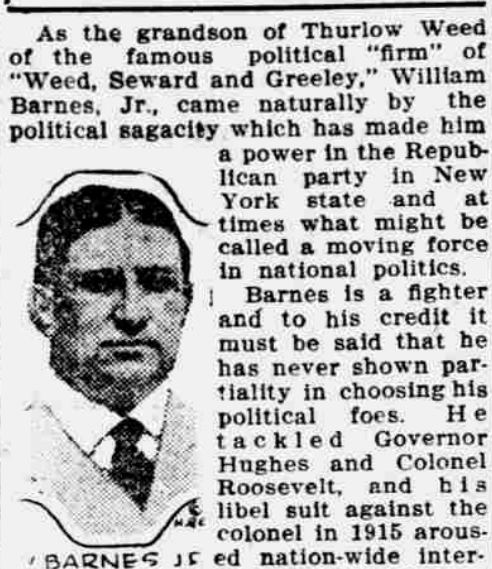 As the grandson of Thurlow Weed
of the famous political "firm" of
"Weed, Seward and Greeley," William
Barnes, Jr., came naturally by the
political sagacity which has made him
a power in the Repub-
lican party in New
York state and at
times what might be
called a moving force
in national politics.
Barnes is a fighter
and to his credit it
must be said that he
has never shown par-
tiality in choosing his
political foes. He
tackled Governor
Hughes and Colonel
Roosevelt, and his
libel suit against the
colonel in 1915 arous-
ed nation-wide inter-
BARNES JR